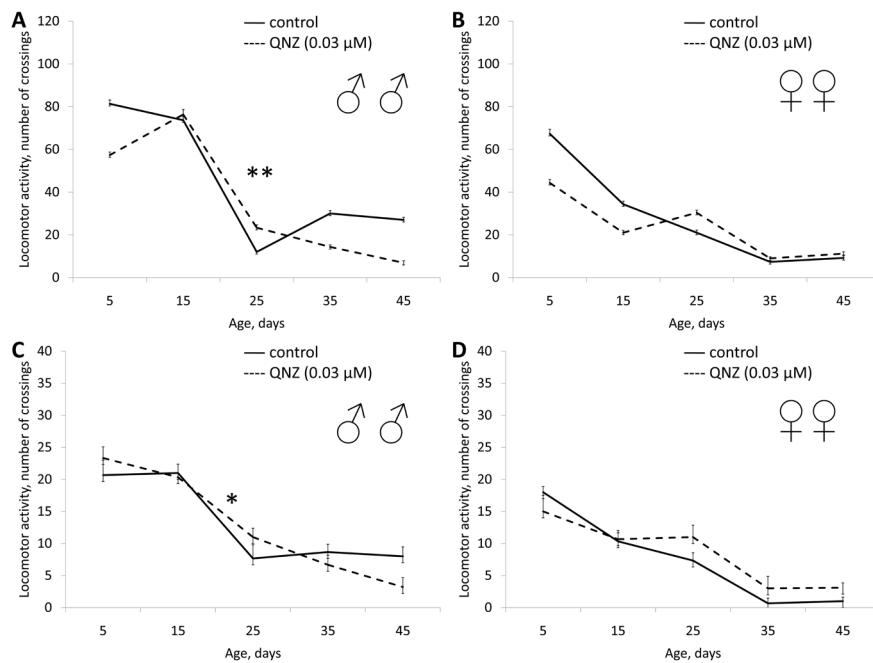 A
control
QNZ (0.03 μM)
Locomotor activity, number of crossings
120
100
80
60
40
20
0
**
5 15 25 35 45
Age, days
B
control
QNZ (0.03 μM)
Locomotor activity, number of crossings
120
100
80
60
40
20
0
5 15 25 35 45
Age, days
C
control
QNZ (0.03 μM)
Locomotor activity, number of crossings
40
35
30
25
20
15
10
5
0
*
5 15 25 35 45
Age, days
D
control
QNZ (0.03 μM)
Locomotor activity, number of crossings
40
35
30
25
20
15
10
5
0
5 15 25 35 45
Age, days